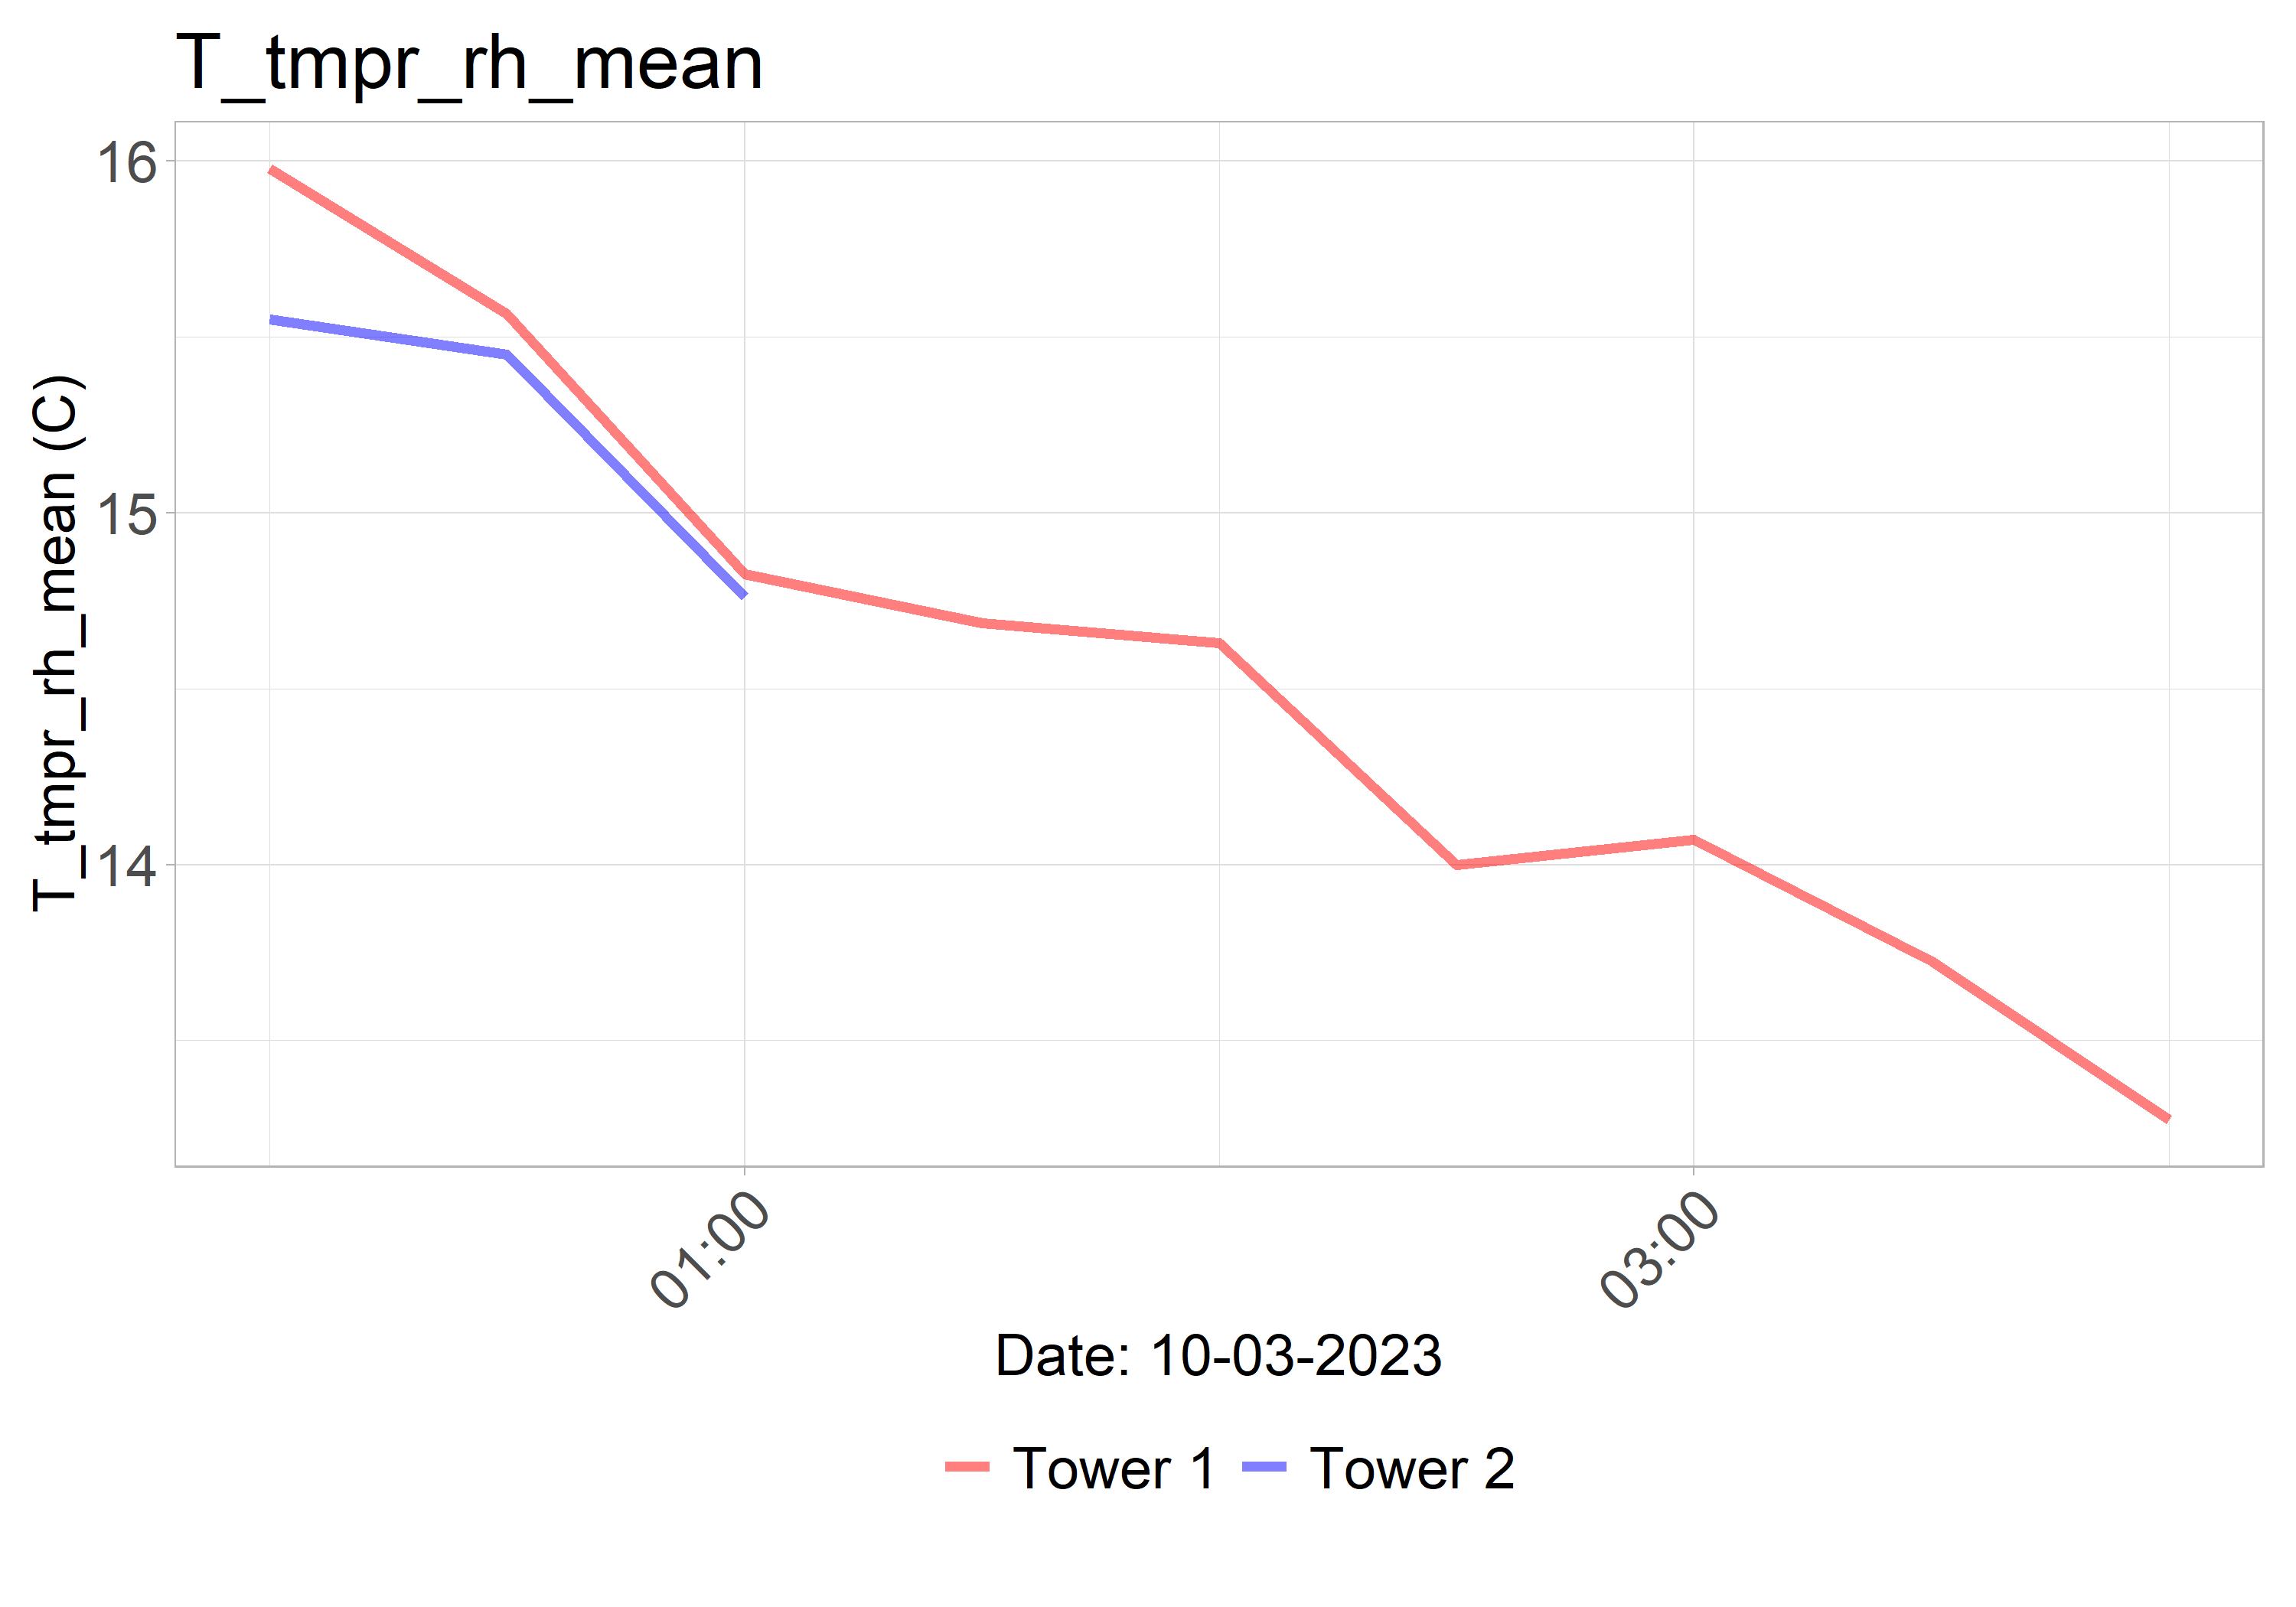 T_tmpr_rh_mean
T_tmpr_rh_mean (C)
16
15
14
01:00
03:00
Date: 10-03-2023
Tower 1
Tower 2